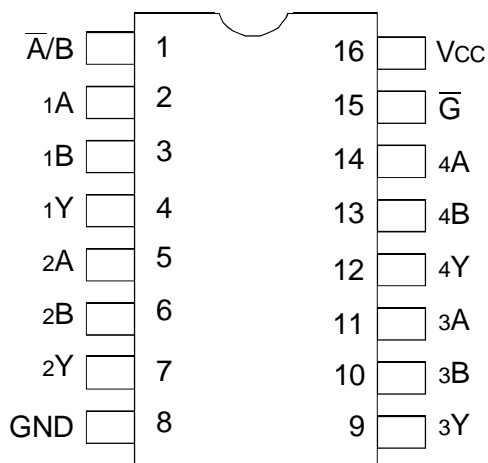 A̅/B 1 16 VCC
1A 2 15 G̅
1B 3 14 4A
1Y 4 13 4B
2A 5 12 4Y
2B 6 11 3A
2Y 7 10 3B
GND 8 9 3Y